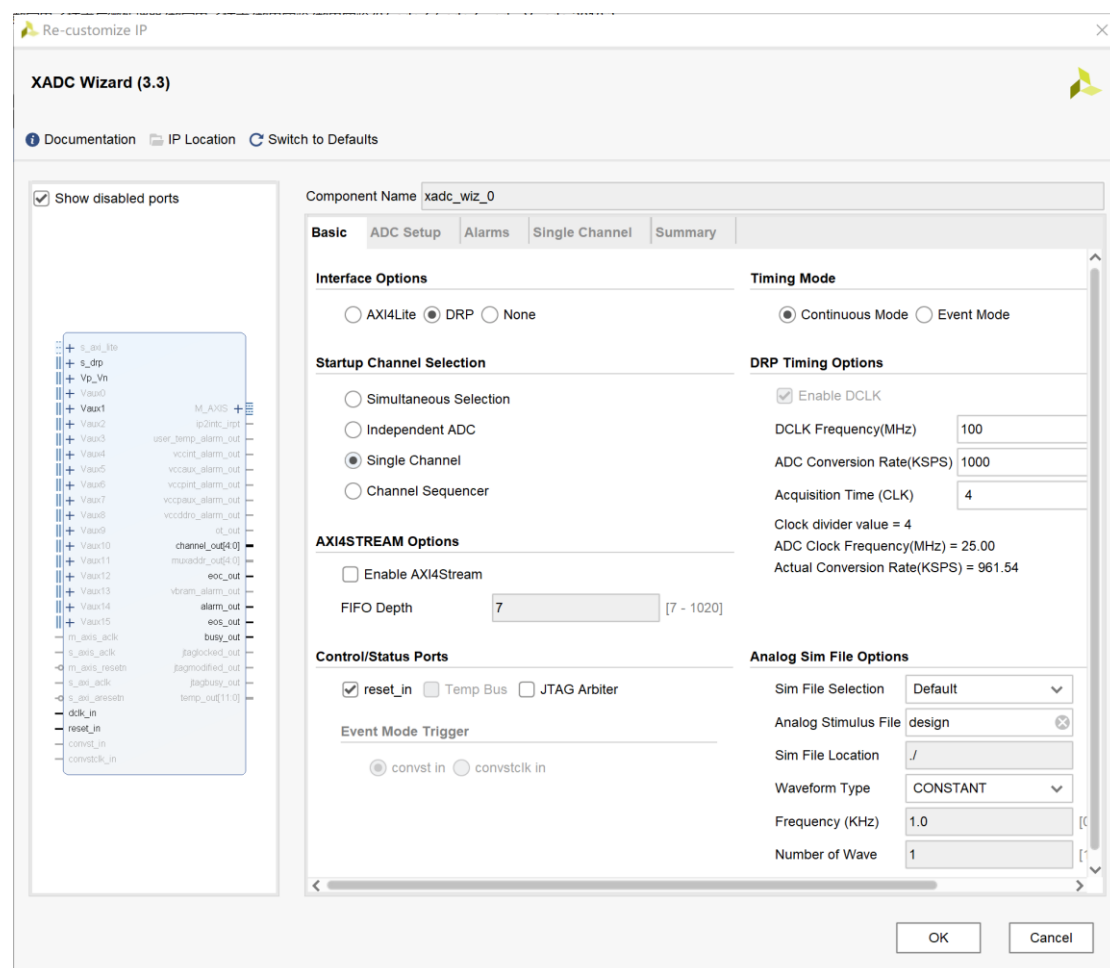 Re-customize IP
XADC Wizard (3.3)
Documentation IP Location Switch to Defaults
Show disabled ports
s_axi_lite
s_drp
Vp_Vn
Vaux0
Vaux1
Vaux2
Vaux3
Vaux4
Vaux5
Vaux6
Vaux7
Vaux8
Vaux9
Vaux10
Vaux11
Vaux12
Vaux13
Vaux14
Vaux15
m_axis_aclk
s_axis_aclk
m_axis_resetn
s_axi_aclk
s_axi_aresetn
dclk_in
reset_in
convst_in
convstclk_in
M_AXIS
ip2intc_irpt
user_temp_alarm_out
vccint_alarm_out
vccaux_alarm_out
vccpint_alarm_out
vccpaux_alarm_out
vccddro_alarm_out
ot_out
channel_out[4:0]
muxaddr_out[4:0]
eoc_out
vbram_alarm_out
alarm_out
eos_out
busy_out
jtaglocked_out
jtagmodified_out
jtagbusy_out
temp_out[11:0]
Component Name xadc_wiz_0
Basic ADC Setup Alarms Single Channel Summary
Interface Options
AXI4Lite DRP None
Startup Channel Selection
Simultaneous Selection
Independent ADC
Single Channel
Channel Sequencer
AXI4STREAM Options
Enable AXI4Stream
FIFO Depth 7 [7 - 1020]
Control/Status Ports
reset_in Temp Bus JTAG Arbiter
Event Mode Trigger
convst in convstclk in
Timing Mode
Continuous Mode Event Mode
DRP Timing Options
Enable DCLK
DCLK Frequency(MHz) 100
ADC Conversion Rate(KSPS) 1000
Acquisition Time (CLK) 4
Clock divider value = 4
ADC Clock Frequency(MHz) = 25.00
Actual Conversion Rate(KSPS) = 961.54
Analog Sim File Options
Sim File Selection Default
Analog Stimulus File design
Sim File Location ./
Waveform Type CONSTANT
Frequency (KHz) 1.0
Number of Wave 1
OK Cancel